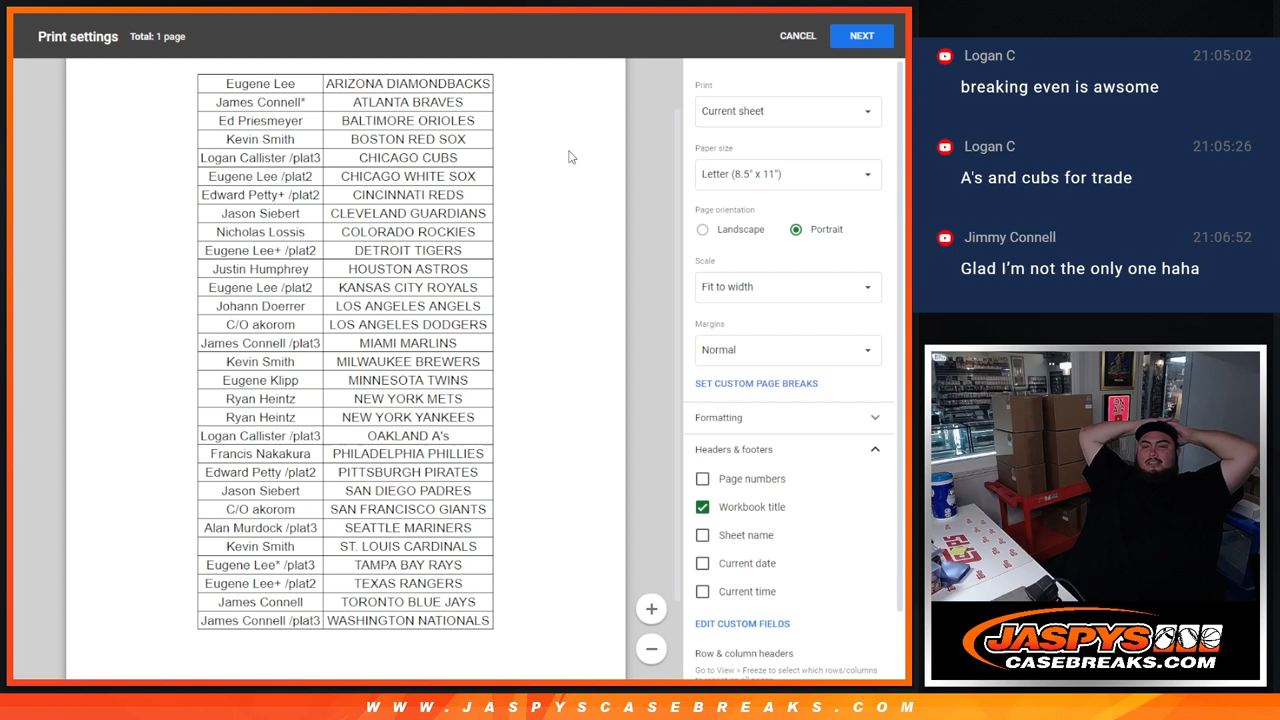 Print settings Total: 1 page
CANCEL NEXT
Eugene Lee ARIZONA DIAMONDBACKS
James Connell* ATLANTA BRAVES
Ed Priesmeyer BALTIMORE ORIOLES
Kevin Smith BOSTON RED SOX
Logan Callister /plat3 CHICAGO CUBS
Eugene Lee /plat2 CHICAGO WHITE SOX
Edward Petty+ /plat2 CINCINNATI REDS
Jason Siebert CLEVELAND GUARDIANS
Nicholas Lossis COLORADO ROCKIES
Eugene Lee+ /plat2 DETROIT TIGERS
Justin Humphrey HOUSTON ASTROS
Eugene Lee /plat2 KANSAS CITY ROYALS
Johann Doerrer LOS ANGELES ANGELS
C/O akorom LOS ANGELES DODGERS
James Connell /plat3 MIAMI MARLINS
Kevin Smith MILWAUKEE BREWERS
Eugene Klipp MINNESOTA TWINS
Ryan Heintz NEW YORK METS
Ryan Heintz NEW YORK YANKEES
Logan Callister /plat3 OAKLAND A's
Francis Nakakura PHILADELPHIA PHILLIES
Edward Petty /plat2 PITTSBURGH PIRATES
Jason Siebert SAN DIEGO PADRES
C/O akorom SAN FRANCISCO GIANTS
Alan Murdock /plat3 SEATTLE MARINERS
Kevin Smith ST. LOUIS CARDINALS
Eugene Lee* /plat3 TAMPA BAY RAYS
Eugene Lee+ /plat2 TEXAS RANGERS
James Connell TORONTO BLUE JAYS
James Connell /plat3 WASHINGTON NATIONALS
Print
Current sheet
Paper size
Letter (8.5" x 11")
Page orientation
Landscape Portrait
Scale
Fit to width
Margins
Normal
SET CUSTOM PAGE BREAKS
Formatting
Headers & footers
Page numbers
Workbook title
Sheet name
Current date
Current time
EDIT CUSTOM FIELDS
Row & column headers
Go to View > Freeze to select which rows/columns
Logan C 21:05:02
breaking even is awsome
Logan C 21:05:26
A's and cubs for trade
Jimmy Connell 21:06:52
Glad I'm not the only one haha
JASPYS
CASEBREAKS.COM
WWW.JASPYSCASEBREAKS.COM